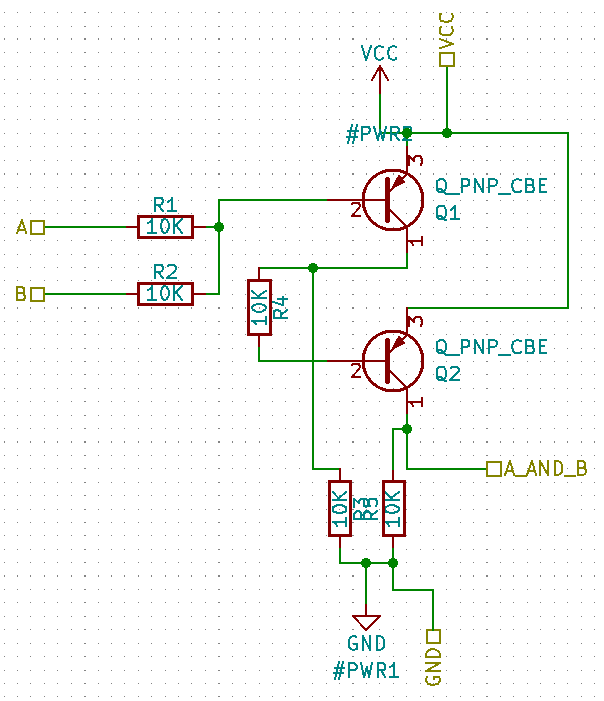 VCC
VCC
#PWR2
3
Q_PNP_CBE
R1
2
Q1
A
10K
1
R2
B
10K
10K
R4
3
Q_PNP_CBE
2
Q2
1
A_AND_B
10K
R3
R5
10K
GND
GND
#PWR1